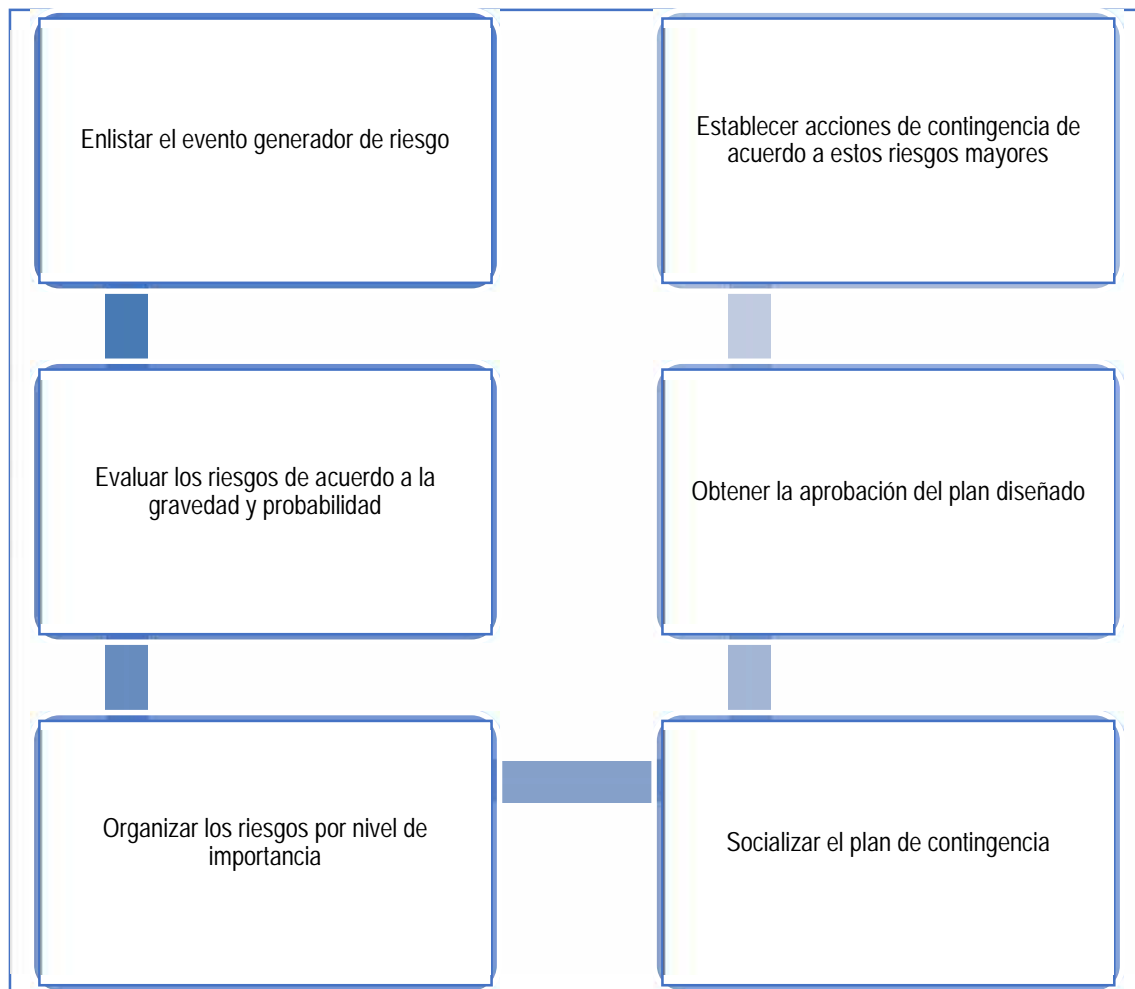 Enlistar el evento generador de riesgo
Evaluar los riesgos de acuerdo a la
gravedad y probabilidad
Organizar los riesgos por nivel de
importancia
Socializar el plan de contingencia
Obtener la aprobación del plan diseñado
Establecer acciones de contingencia de
acuerdo a estos riesgos mayores